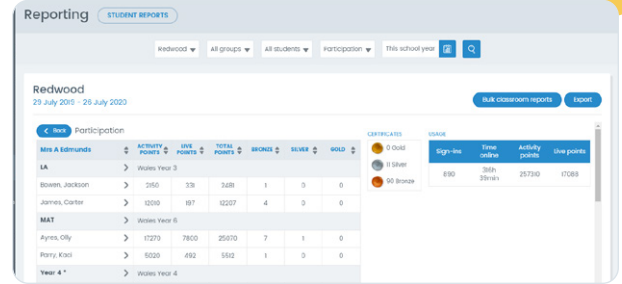 Reporting STUDENT REPORTS
Redwood All groups All students Participation This school year
Redwood
29 July 2019 - 26 July 2020
Bulk classroom reports Export
Back Participation
CERTIFICATES USAGE
Mrs A Edmunds ACTIVITY POINTS LIVE POINTS TOTAL POINTS BRONZE SILVER GOLD
0 Gold
11 Silver
90 Bronze
Sign-ins Time online Activity points Live points
690 316h 39min 257310 17088
LA Wales Year 3
Bowen, Jackson 3150 331 3481 1 0 0
James, Carter 12010 197 12207 4 0 0
MAT Wales Year 6
Ayres, Olly 17270 7800 25070 7 1 0
Parry, Kaci 5020 492 5512 1 0 0
Year 4 * Wales Year 4